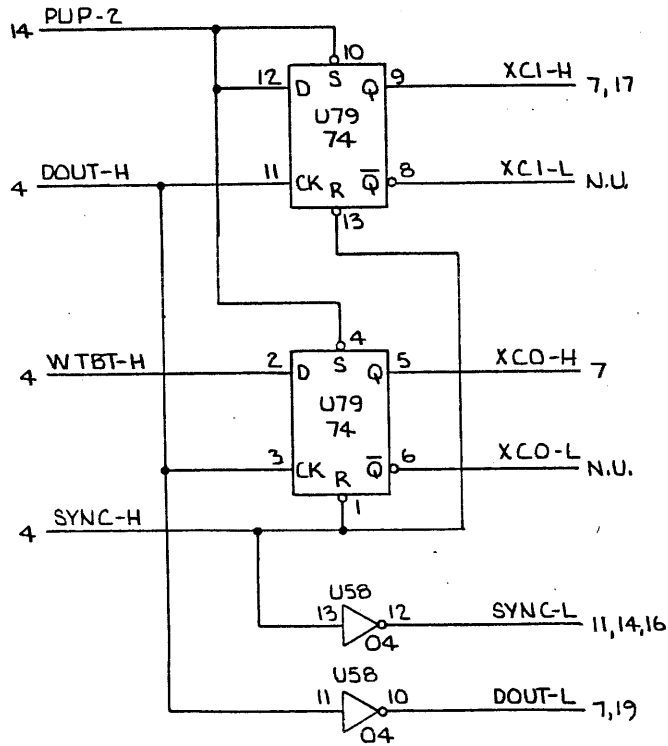 14 PUP-2
10
12 D S Q 9 XC1-H 7,17
U79
74
4 DOUT-H 11 CK R Q̅ 8 XC1-L N.U.
13
4
4 WTBT-H 2 D S Q 5 XC0-H 7
U79
74
3 CK R Q̅ 6 XC0-L N.U.
1
4 SYNC-H
U58
13 12 SYNC-L 11,14,16
04
U58
11 10 DOUT-L 7,19
04